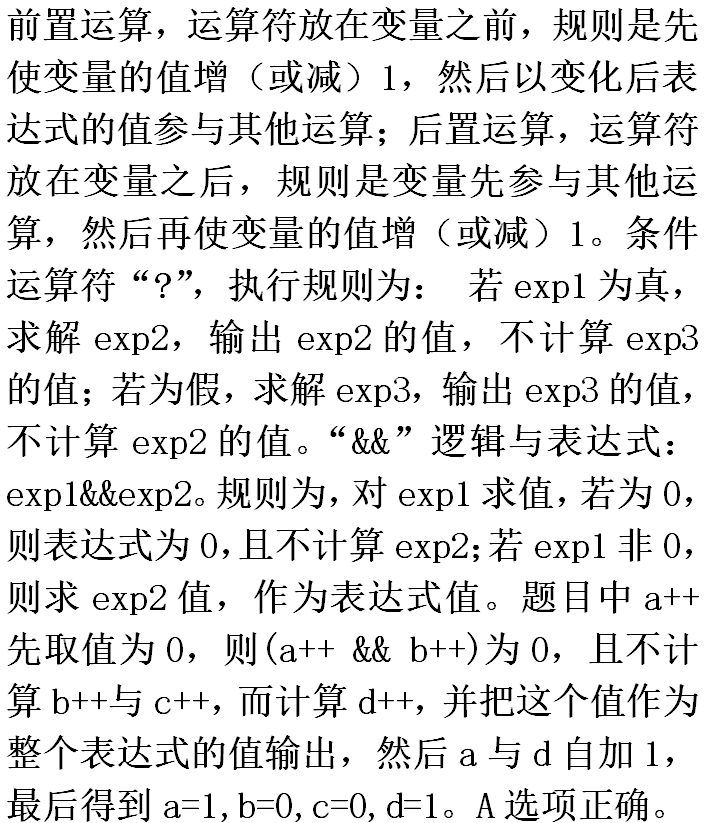 前置运算，运算符放在变量之前，规则是先
使变量的值增（或减）1，然后以变化后表
达式的值参与其他运算；后置运算，运算符
放在变量之后，规则是变量先参与其他运
算，然后再使变量的值增（或减）1。条件
运算符“?”，执行规则为： 若 exp1 为真，
求解 exp2，输出 exp2 的值，不计算 exp3
的值；若为假，求解 exp3，输出 exp3 的值，
不计算 exp2 的值。“&&”逻辑与表达式：
exp1&&exp2。规则为，对 exp1 求值，若为 0，
则表达式为 0，且不计算 exp2；若 exp1 非 0，
则求 exp2 值，作为表达式值。题目中 a++
先取值为 0，则(a++ && b++)为 0，且不计
算 b++与 c++，而计算 d++，并把这个值作为
整个表达式的值输出，然后 a 与 d 自加 1，
最后得到 a=1,b=0,c=0,d=1。A 选项正确。